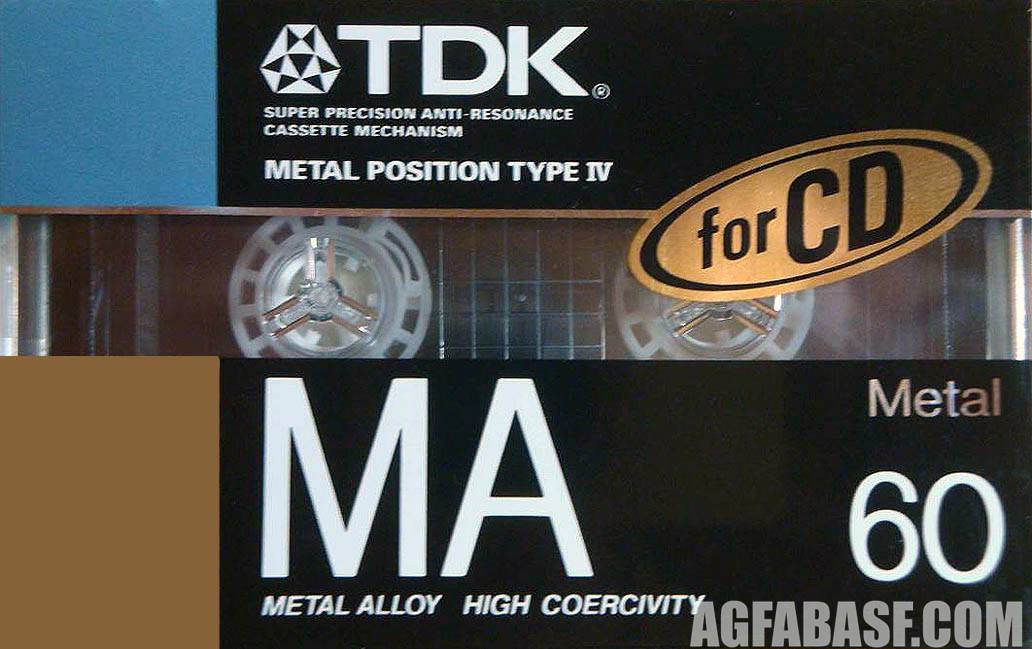 TDK®
SUPER PRECISION ANTI-RESONANCE
CASSETTE MECHANISM
METAL POSITION TYPE IV
for CD
MA
Metal
60
METAL ALLOY HIGH COERCIVITY
AGFABASF.COM